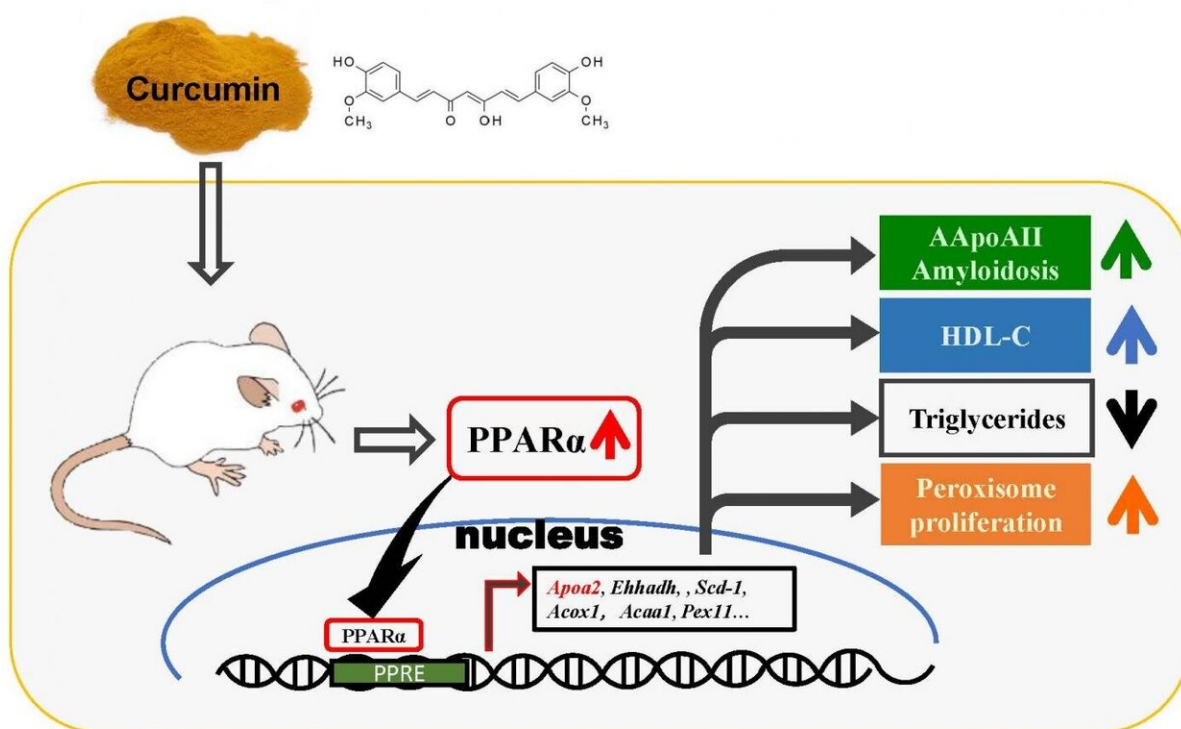 Curcumin
HO
OH
O
CH₃
O
OH
O
CH₃
AApoAII
Amyloidosis
HDL-C
Triglycerides
Peroxisome
proliferation
PPARα
nucleus
Apoa2, Ehhadh, , Scd-1,
Acox1, Acaa1, Pex11...
PPARα
PPRE